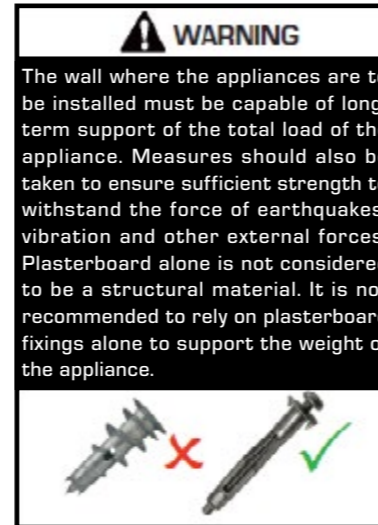 WARNING
The wall where the appliances are t
be installed must be capable of long
term support of the total load of th
appliance. Measures should also b
taken to ensure sufficient strength t
withstand the force of earthquakes
vibration and other external forces
Plasterboard alone is not considere
to be a structural material. It is no
recommended to rely on plasterboard
fixings alone to support the weight o
the appliance.